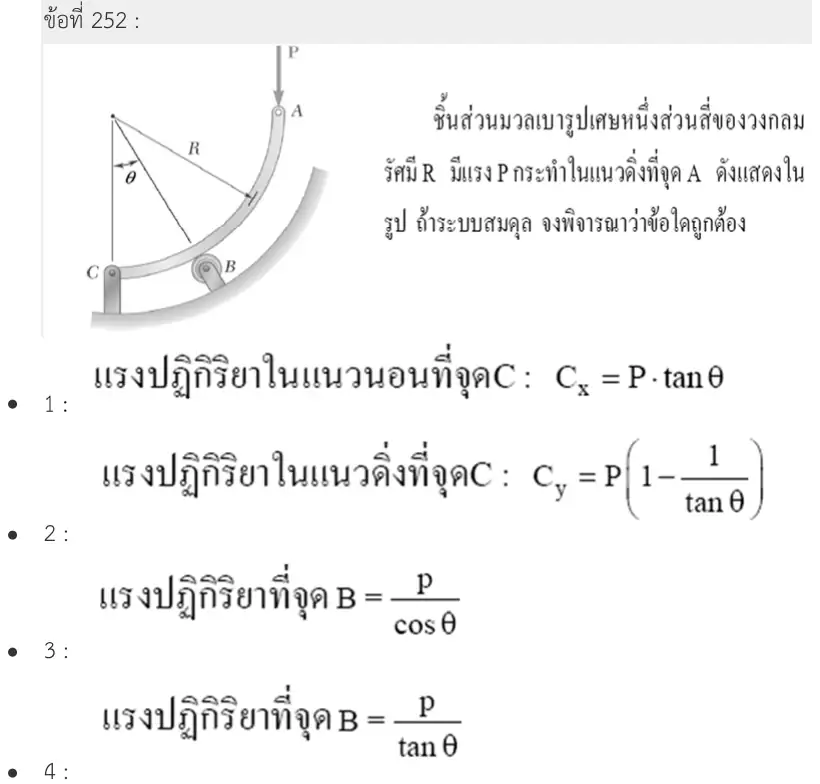 ข้อที่ 252 :
P
A
R
θ
C
B
ชิ้นส่วนมวลเบารูปเศษหนึ่งส่วนสี่ของวงกลม
รัศมี R มีแรง P กระทำในแนวดิ่งที่จุด A ดังแสดงใน
รูป ถ้าระบบสมดุล จงพิจารณาว่าข้อใดถูกต้อง
1 : แรงปฏิกิริยาในแนวนอนที่จุดC : Cₓ = P · tan θ
2 : แรงปฏิกิริยาในแนวดิ่งที่จุดC : C_y = P(1 − 1/tan θ)
3 : แรงปฏิกิริยาที่จุด B = p/cos θ
4 : แรงปฏิกิริยาที่จุด B = p/tan θ